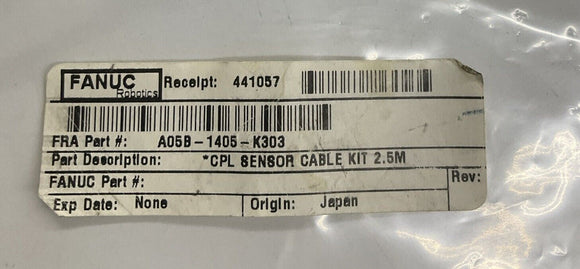 FANUC Robotics Receipt: 441057
FRA Part #: A05B-1405-K303
Part Description: *CPL SENSOR CABLE KIT 2.5M
FANUC Part #: Rev:
Exp Date: None Origin: Japan